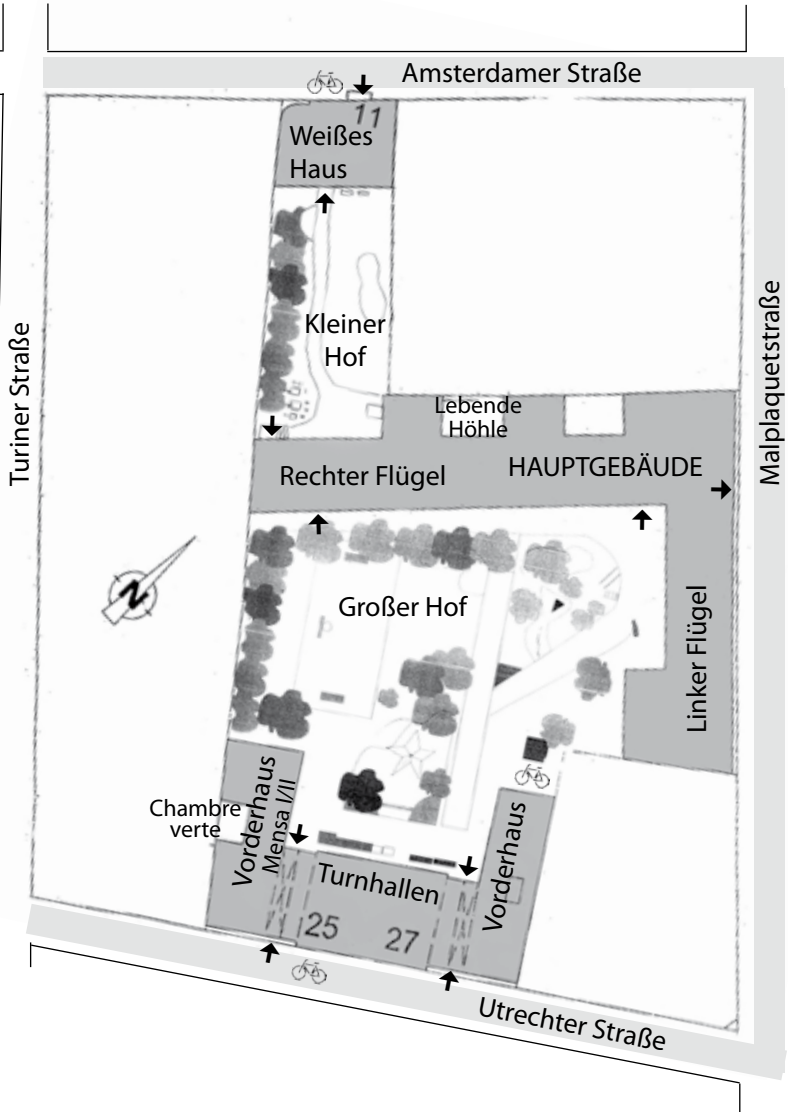 Amsterdamer Straße
11
Weißes
Haus
Kleiner
Hof
Turiner Straße
Malplaquetstraße
Lebende
Höhle
Rechter Flügel
HAUPTGEBÄUDE
N
Großer Hof
Linker Flügel
Chambre
verte
Vorderhaus
Mensa I/II
Turnhallen
Vorderhaus
25
27
Utrechter Straße